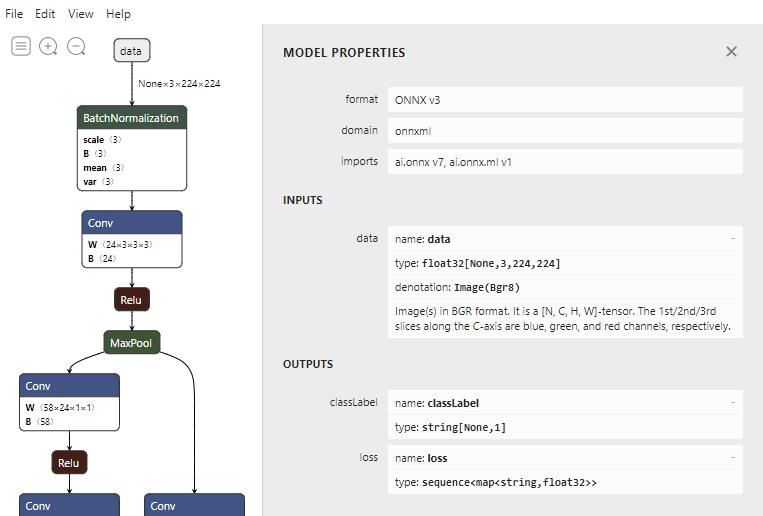 File Edit View Help
data
None×3×224×224
BatchNormalization
scale ⟨3⟩
B ⟨3⟩
mean ⟨3⟩
var ⟨3⟩
Conv
W ⟨24×3×3×3⟩
B ⟨24⟩
Relu
MaxPool
Conv
W ⟨58×24×1×1⟩
B ⟨58⟩
Relu
Conv
Conv
MODEL PROPERTIES
format ONNX v3
domain onnxml
imports ai.onnx v7, ai.onnx.ml v1
INPUTS
data name: data -
type: float32[None,3,224,224]
denotation: Image(Bgr8)
Image(s) in BGR format. It is a [N, C, H, W]-tensor. The 1st/2nd/3rd
slices along the C-axis are blue, green, and red channels, respectively.
OUTPUTS
classLabel name: classLabel -
type: string[None,1]
loss name: loss -
type: sequence<map<string,float32>>